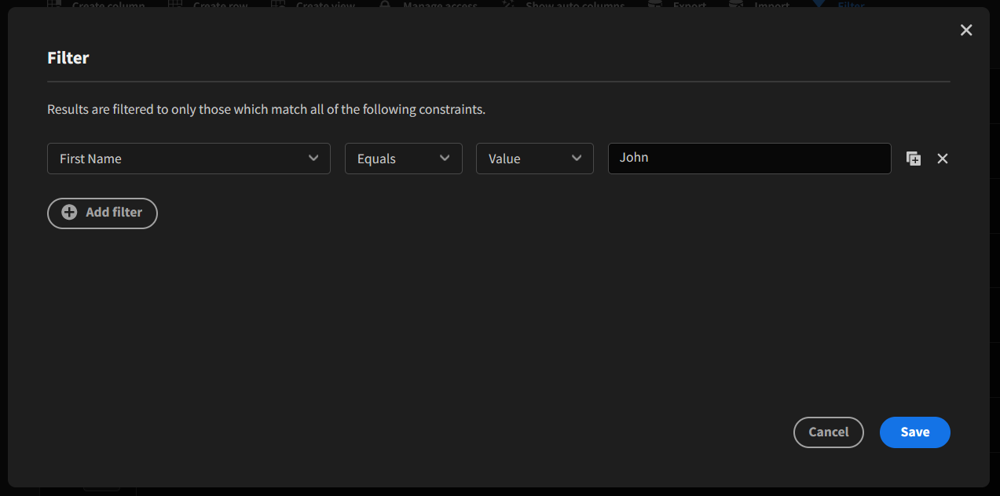 Create column Create row Create view Manage access Show auto columns Export Import Filter
Filter
Results are filtered to only those which match all of the following constraints.
First Name Equals Value John
Add filter
Cancel Save